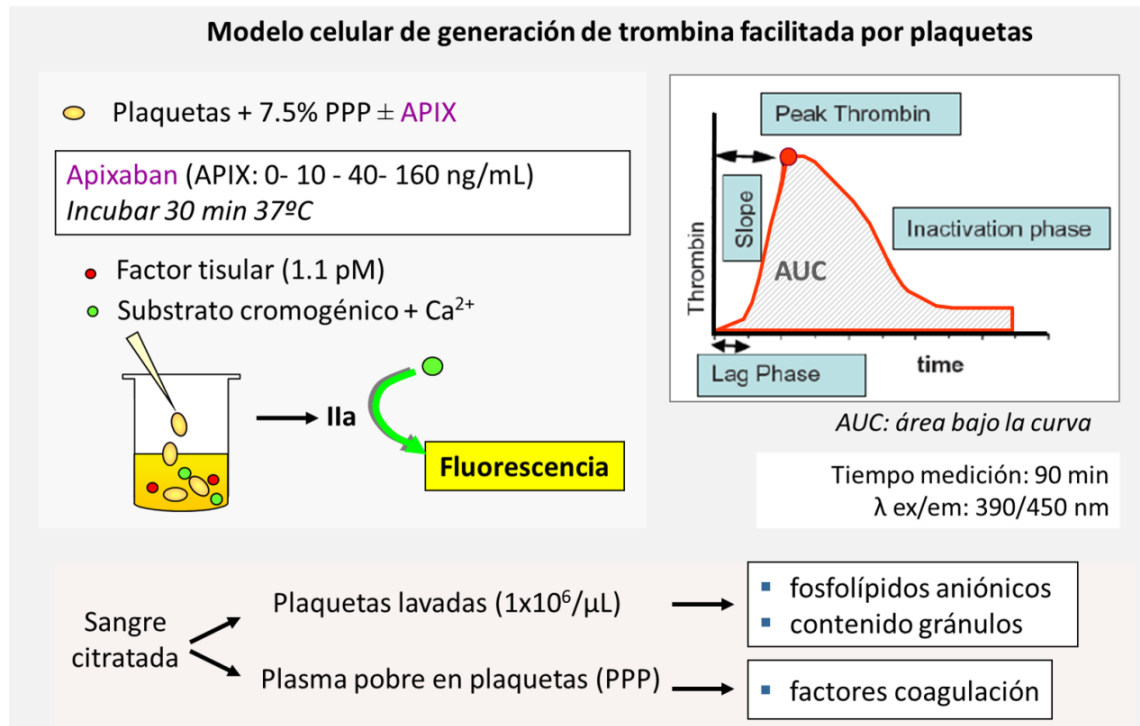 Modelo celular de generación de trombina facilitada por plaquetas
Plaquetas + 7.5% PPP ± APIX
Apixaban (APIX: 0- 10 - 40- 160 ng/mL)
Incubar 30 min 37ºC
Factor tisular (1.1 pM)
Substrato cromogénico + Ca²⁺
IIa
Fluorescencia
Peak Thrombin
Slope
Inactivation phase
Thrombin
AUC
Lag Phase
time
AUC: área bajo la curva
Tiempo medición: 90 min
λ ex/em: 390/450 nm
Sangre
citratada
Plaquetas lavadas (1x10⁶/µL)
fosfolípidos aniónicos
contenido gránulos
Plasma pobre en plaquetas (PPP)
factores coagulación